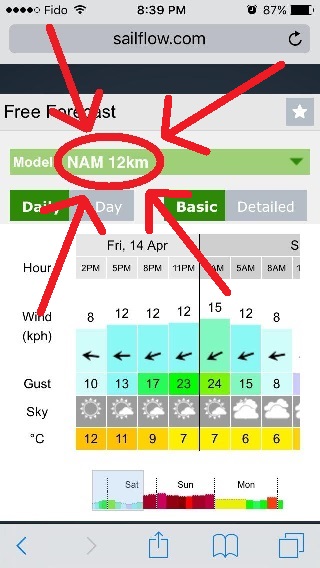 Fido 8:39 PM 87%
sailflow.com
Free Forecast
Model NAM 12km
Daily Day Basic Detailed
Fri, 14 Apr S
Hour 2PM 5PM 8PM 11PM 5AM 8AM
Wind 8 12 12 12 15 12 8
(kph)
Gust 10 13 17 23 24 15 8
Sky
°C 12 11 9 7 7 6 6
Sat Sun Mon